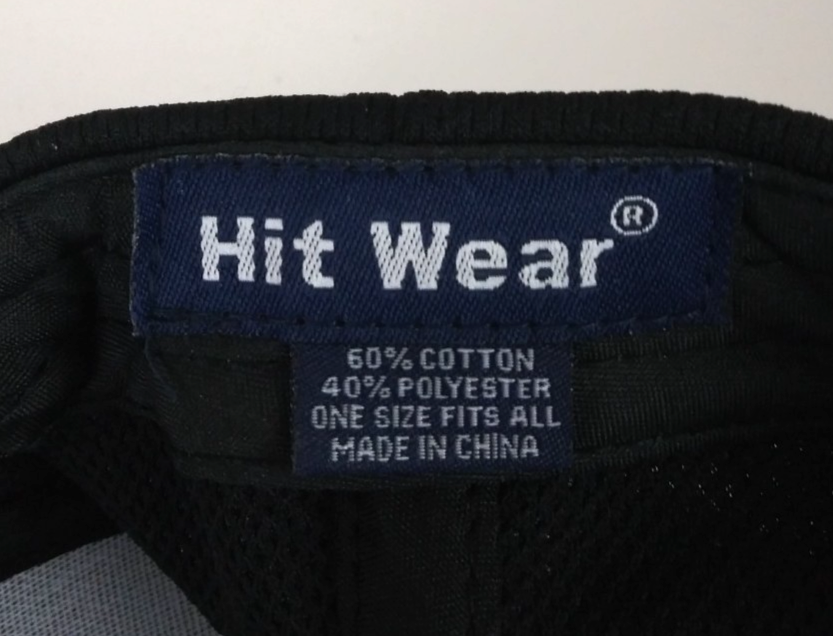 Hit Wear®
60% COTTON
40% POLYESTER
ONE SIZE FITS ALL
MADE IN CHINA